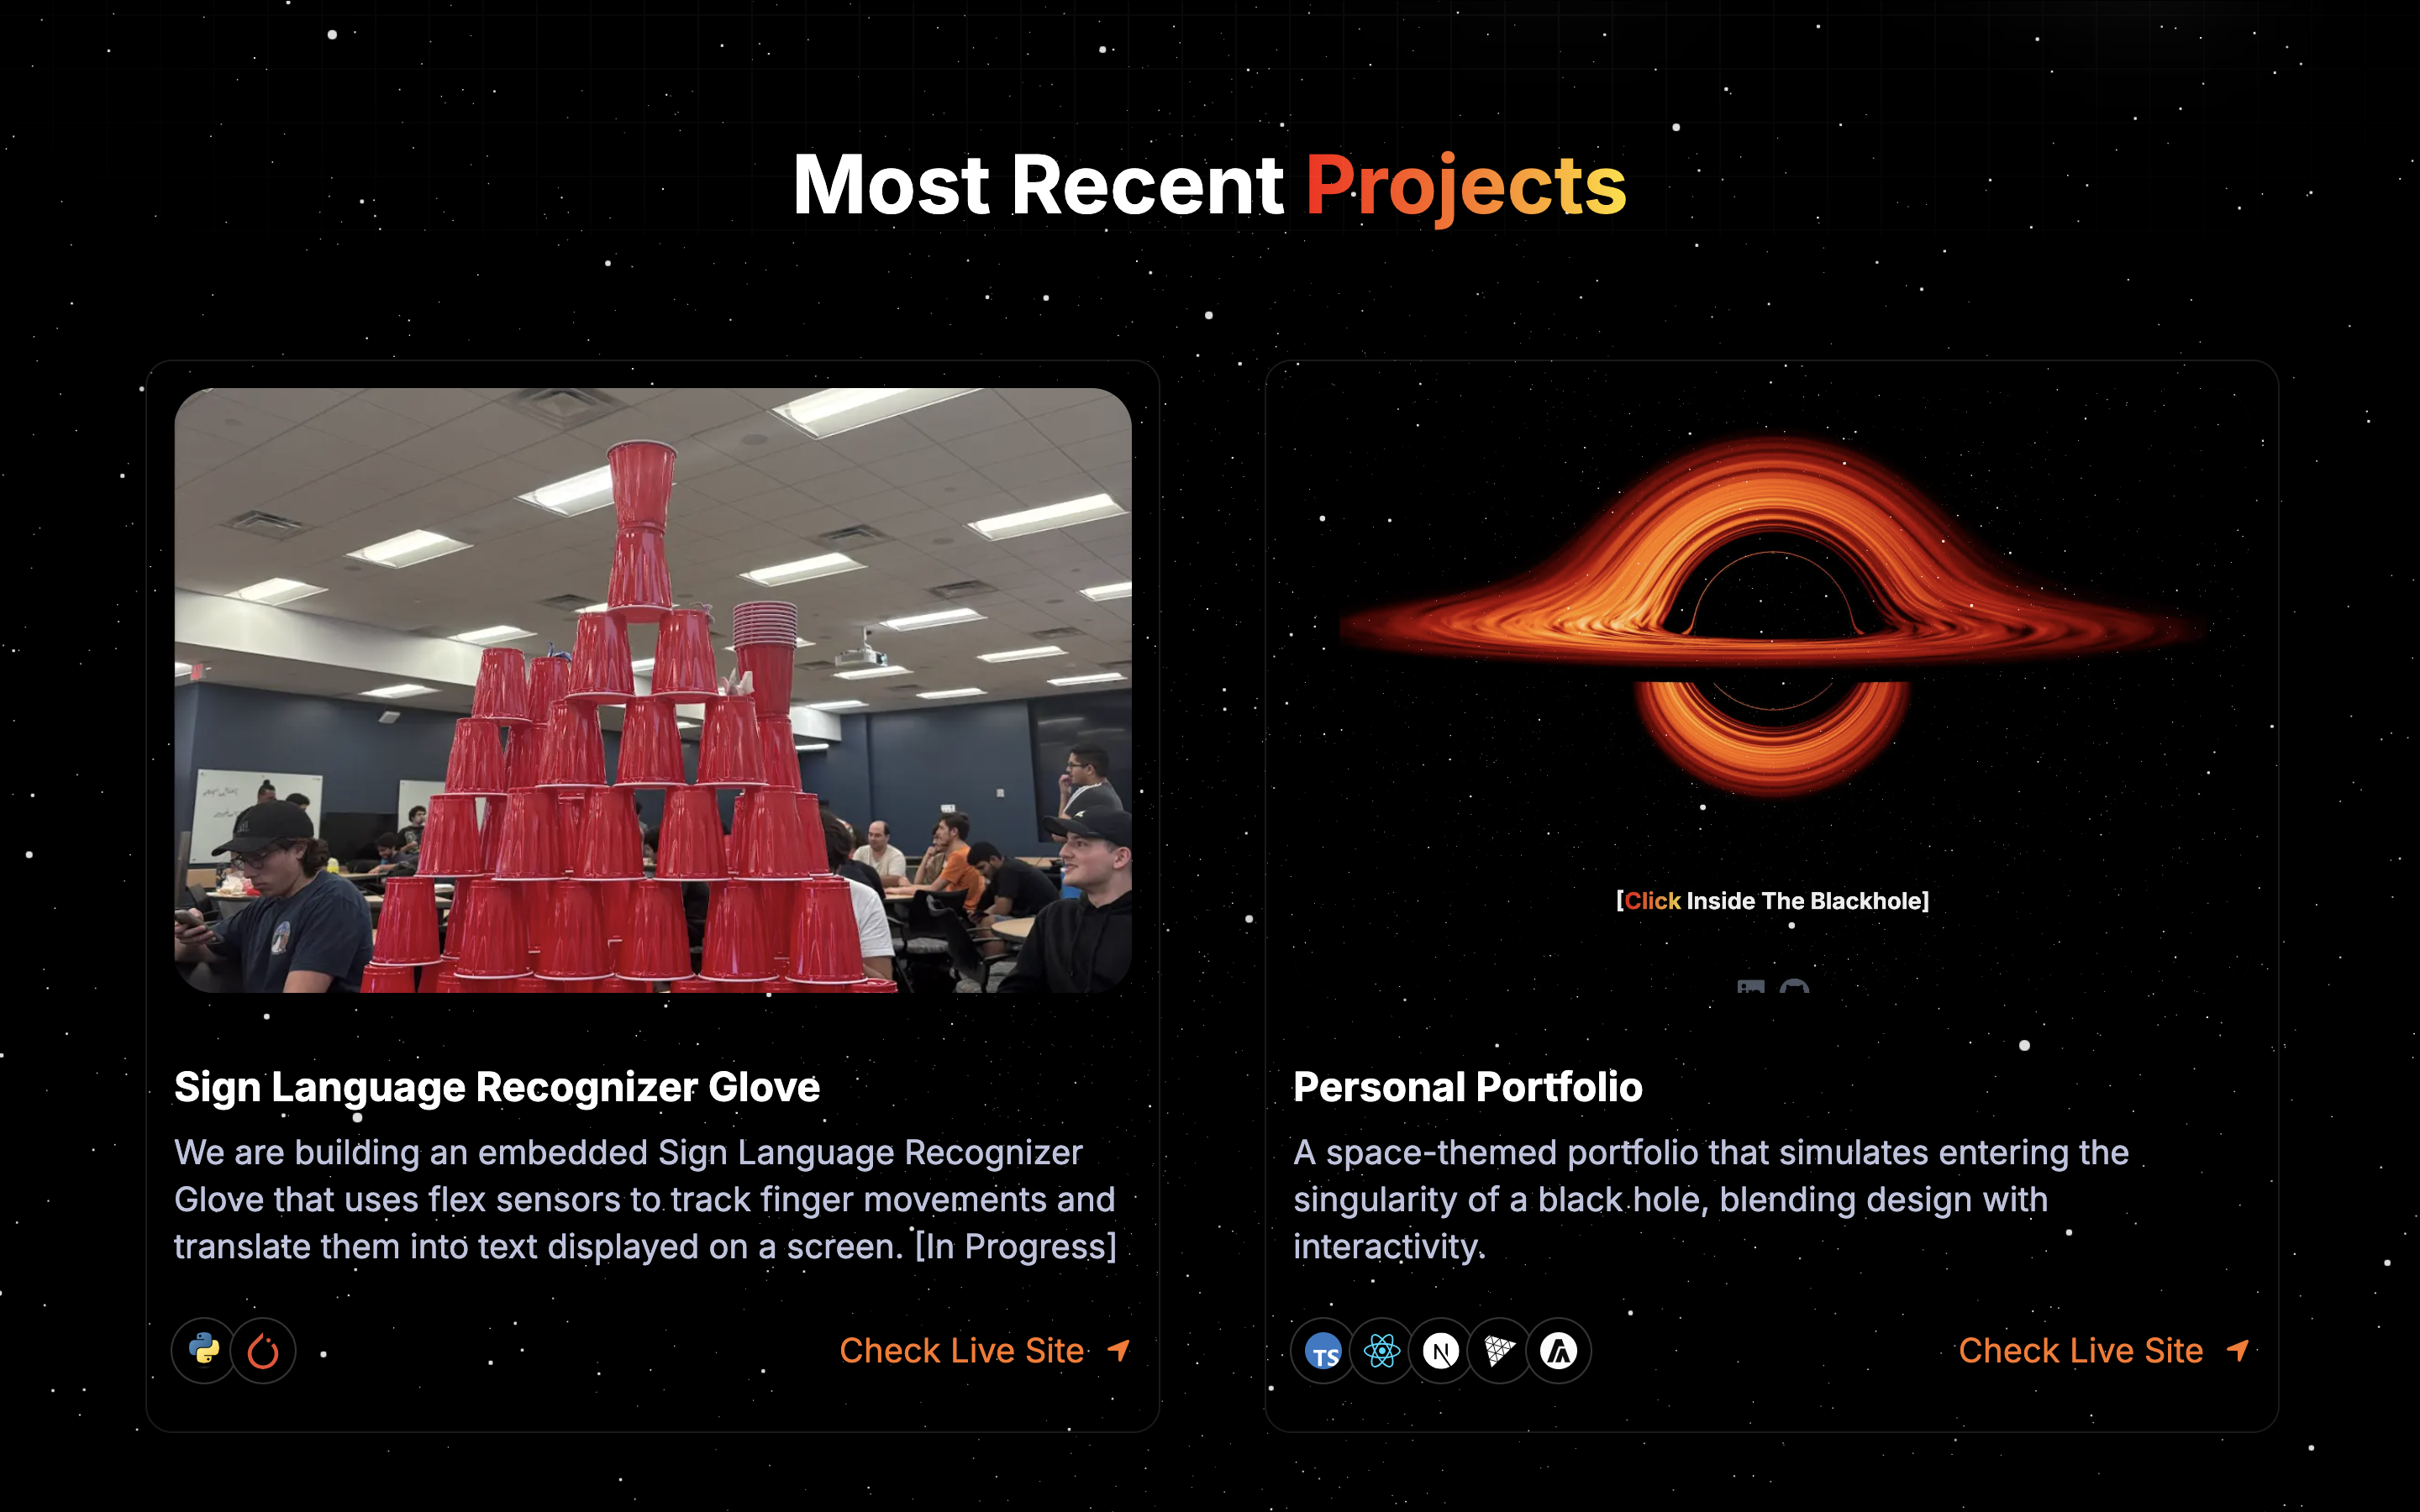 Most Recent Projects
[Click Inside The Blackhole]
in
Sign Language Recognizer Glove
We are building an embedded Sign Language Recognizer
Glove that uses flex sensors to track finger movements and
translate them into text displayed on a screen. [In Progress]
Check Live Site
Personal Portfolio
A space-themed portfolio that simulates entering the
singularity of a black hole, blending design with
interactivity.
TS
N
Check Live Site